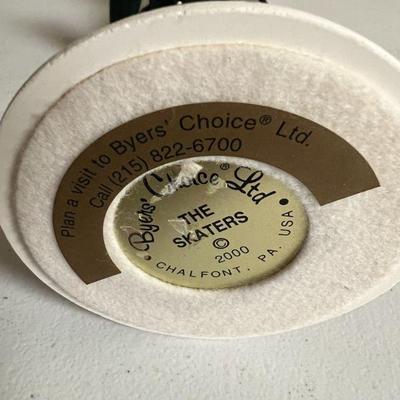 Plan a visit to Byers' Choice® Ltd.
Call (215) 822-6700
Byers' Choice® Ltd
THE
SKATERS
©
2000
CHALFONT, PA. USA